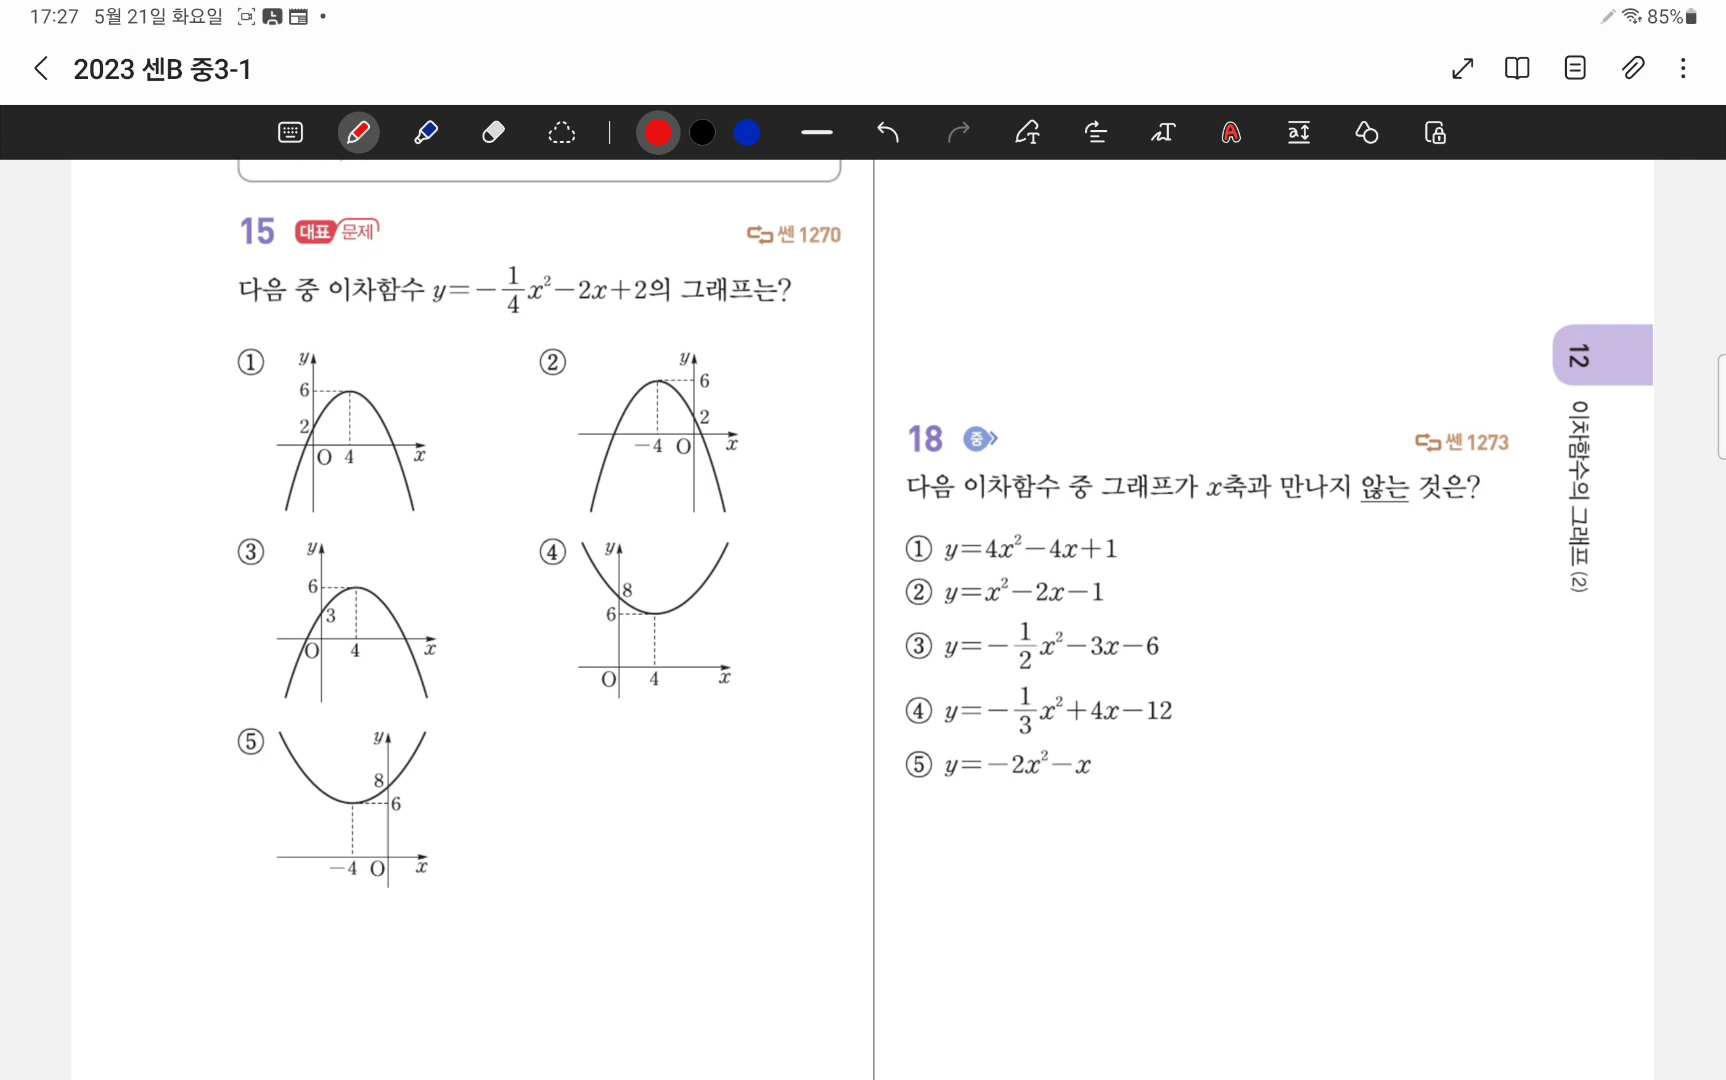 17:27 5월 21일 화요일
85%
2023 센B 중3-1
15 대표 문제
쎈 1270
다음 중 이차함수 y=-1/4x²-2x+2의 그래프는?
① y 6 2 O 4 x
② y 6 2 -4 O x
③ y 6 3 O 4 x
④ y 8 6 O 4 x
⑤ y 8 6 -4 O x
18 중
쎈 1273
다음 이차함수 중 그래프가 x축과 만나지 않는 것은?
① y=4x²-4x+1
② y=x²-2x-1
③ y=-1/2x²-3x-6
④ y=-1/3x²+4x-12
⑤ y=-2x²-x
12
이차함수의 그래프 (2)